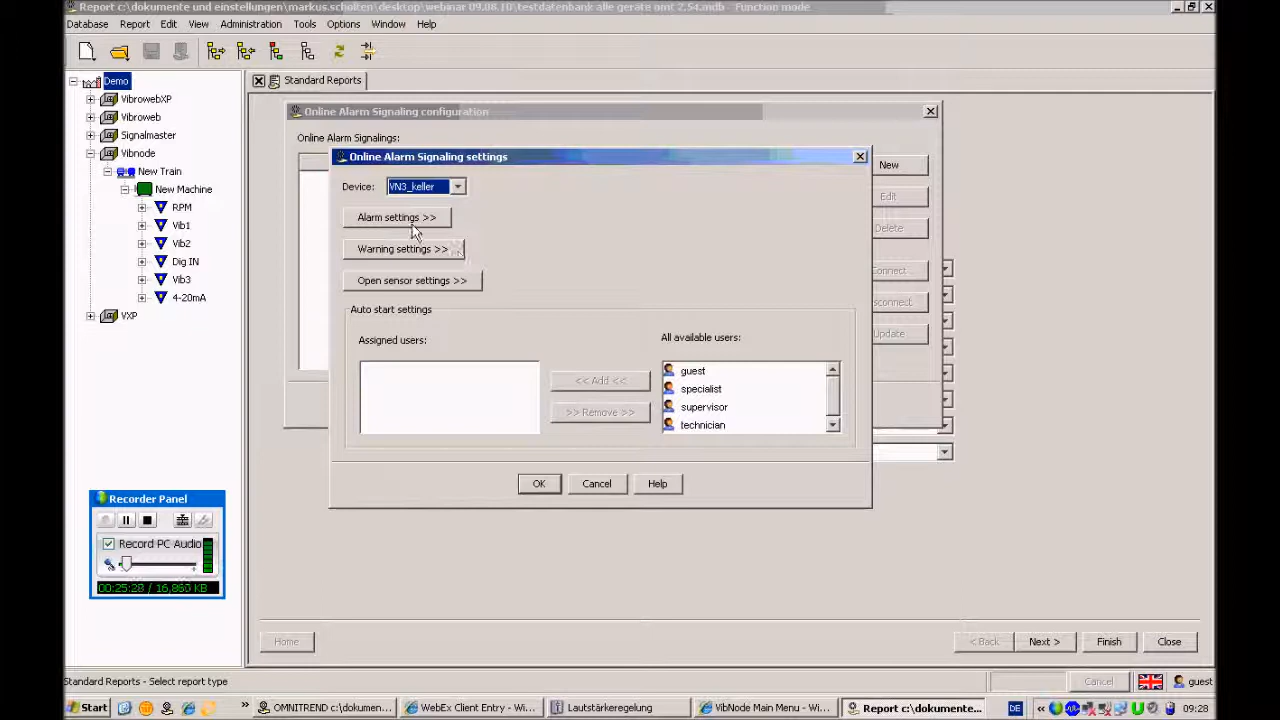 Report c:\dokumente und einstellungen\markus.scholten\desktop\webinar 09.08.10\testdatenbank alle geräte omt 2.54.mdb - Function mode
Database Report Edit View Administration Tools Options Window Help
Demo
VibrowebXP
Vibroweb
Signalmaster
Vibnode
New Train
New Machine
RPM
Vib1
Vib2
Dig IN
Vib3
4-20mA
VXP
Standard Reports
Online Alarm Signaling configuration
Online Alarm Signalings:
New
Edit
Delete
Connect
sconnect
Update
Online Alarm Signaling settings
Device: VN3_keller
Alarm settings >>
Warning settings >>
Open sensor settings >>
Auto start settings
Assigned users:
<< Add <<
>> Remove >>
All available users:
guest
specialist
supervisor
technician
OK Cancel Help
Recorder Panel
Record PC Audio
00:25:28 / 16,860 KB
Home < Back Next > Finish Close
Standard Reports - Select report type Cancel guest
Start » OMNITREND - c:\dokumen... WebEx Client Entry - Wi... Lautstärkeregelung VibNode Main Menu - Wi... Report c:\dokumente... DE « 09:28